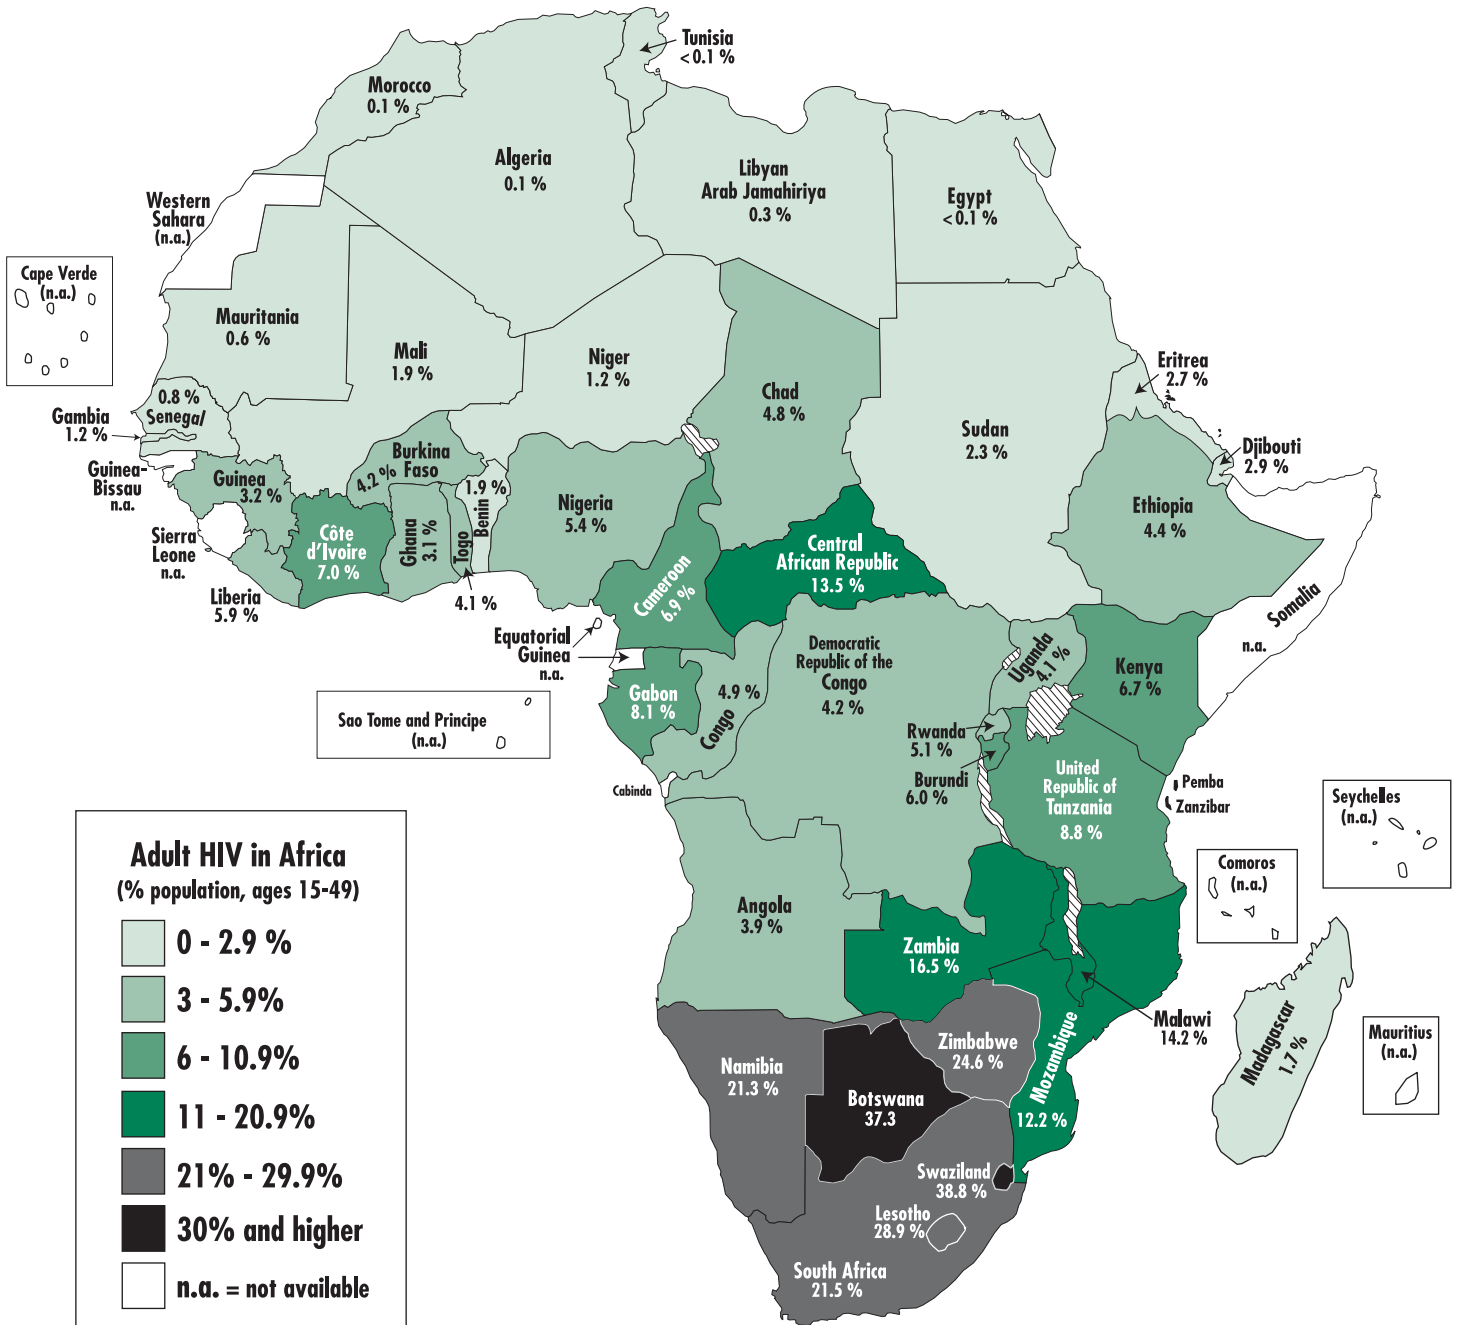 Tunisia
< 0.1 %
Morocco
0.1 %
Algeria
0.1 %
Libyan
Arab Jamahiriya
0.3 %
Egypt
< 0.1 %
Western
Sahara
(n.a.)
Cape Verde
(n.a.)
Mauritania
0.6 %
Mali
1.9 %
Niger
1.2 %
Chad
4.8 %
Sudan
2.3 %
Eritrea
2.7 %
0.8 %
Senegal
Gambia
1.2 %
Djibouti
2.9 %
Guinea-
Bissau
n.a.
Guinea
3.2 %
Burkina
Faso
4.2 %
1.9 %
Benin
Nigeria
5.4 %
Ethiopia
4.4 %
Sierra
Leone
n.a.
Côte
d'Ivoire
7.0 %
Ghana
3.1 %
Togo
4.1 %
Liberia
5.9 %
Cameroon
6.9 %
Central
African Republic
13.5 %
Somalia
n.a.
Equatorial
Guinea
n.a.
Democratic
Republic of the
Congo
4.2 %
Uganda
4.1 %
Kenya
6.7 %
Gabon
8.1 %
4.9 %
Congo
Sao Tome and Principe
(n.a.)
Rwanda
5.1 %
Burundi
6.0 %
Cabinda
United
Republic of
Tanzania
8.8 %
Pemba
Zanzibar
Seychelles
(n.a.)
Comoros
(n.a.)
Angola
3.9 %
Zambia
16.5 %
Malawi
14.2 %
Mozambique
12.2 %
Madagascar
1.7 %
Mauritius
(n.a.)
Namibia
21.3 %
Zimbabwe
24.6 %
Botswana
37.3
Swaziland
38.8 %
Lesotho
28.9 %
South Africa
21.5 %
Adult HIV in Africa
(% population, ages 15-49)
0 - 2.9 %
3 - 5.9%
6 - 10.9%
11 - 20.9%
21% - 29.9%
30% and higher
n.a. = not available